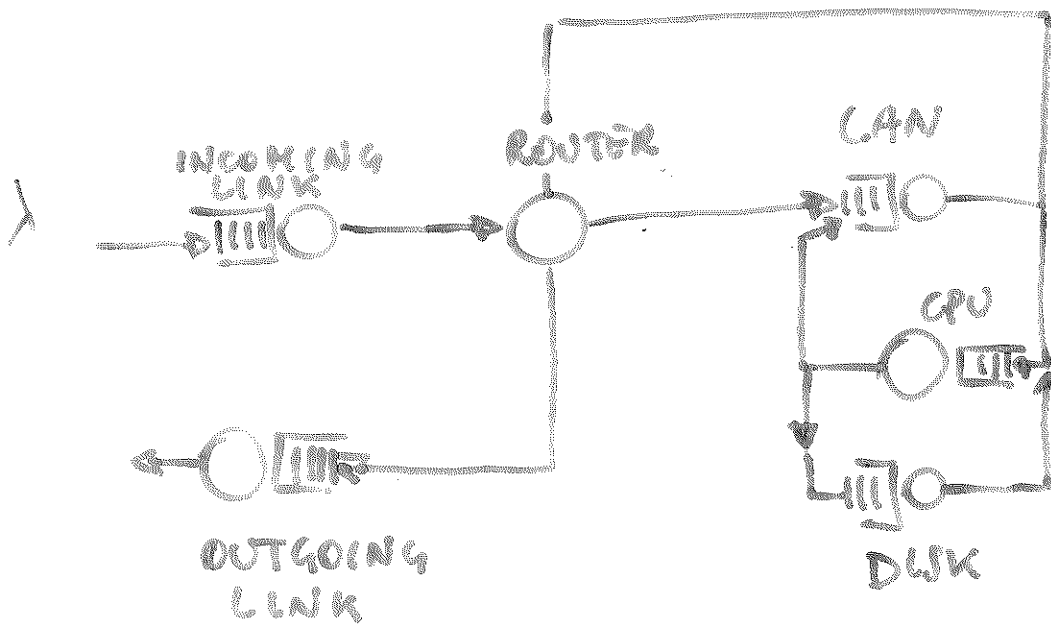 λ
INCOMING
LINK
ROUTER
LAN
CPU
DISK
OUTGOING
LINK